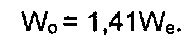 Wₒ = 1,41Wₑ.